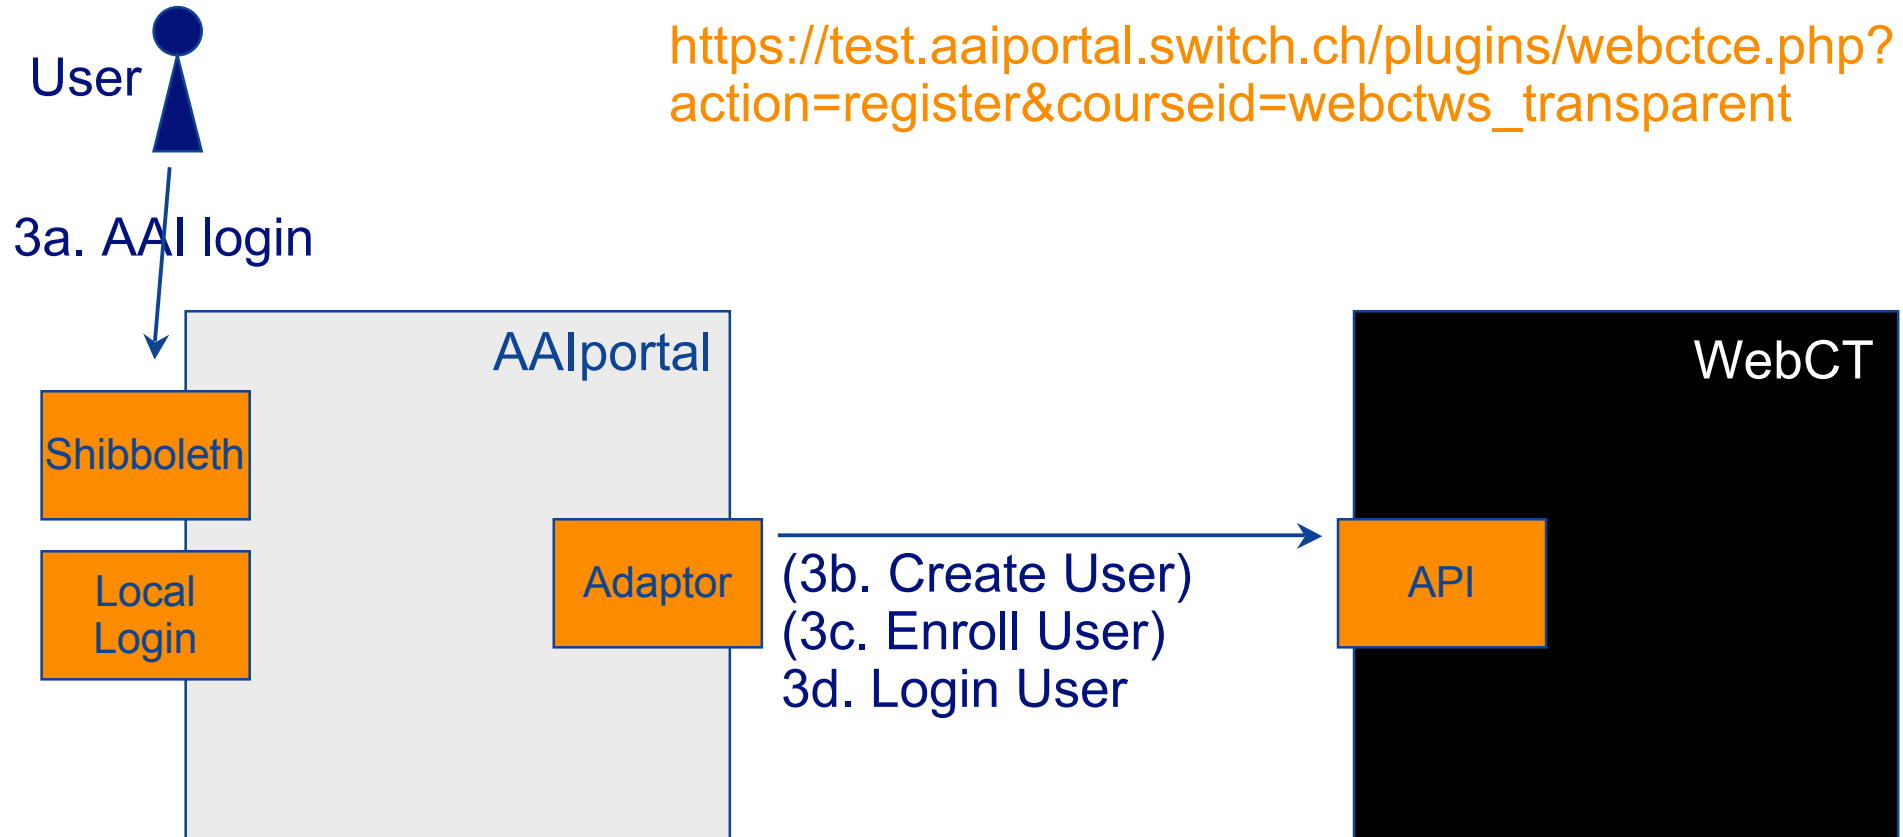 User
https://test.aaiportal.switch.ch/plugins/webctce.php?
action=register&courseid=webctws_transparent
3a. AAI login
AAIportal
WebCT
Shibboleth
Local
Login
Adaptor
(3b. Create User)
(3c. Enroll User)
3d. Login User
API